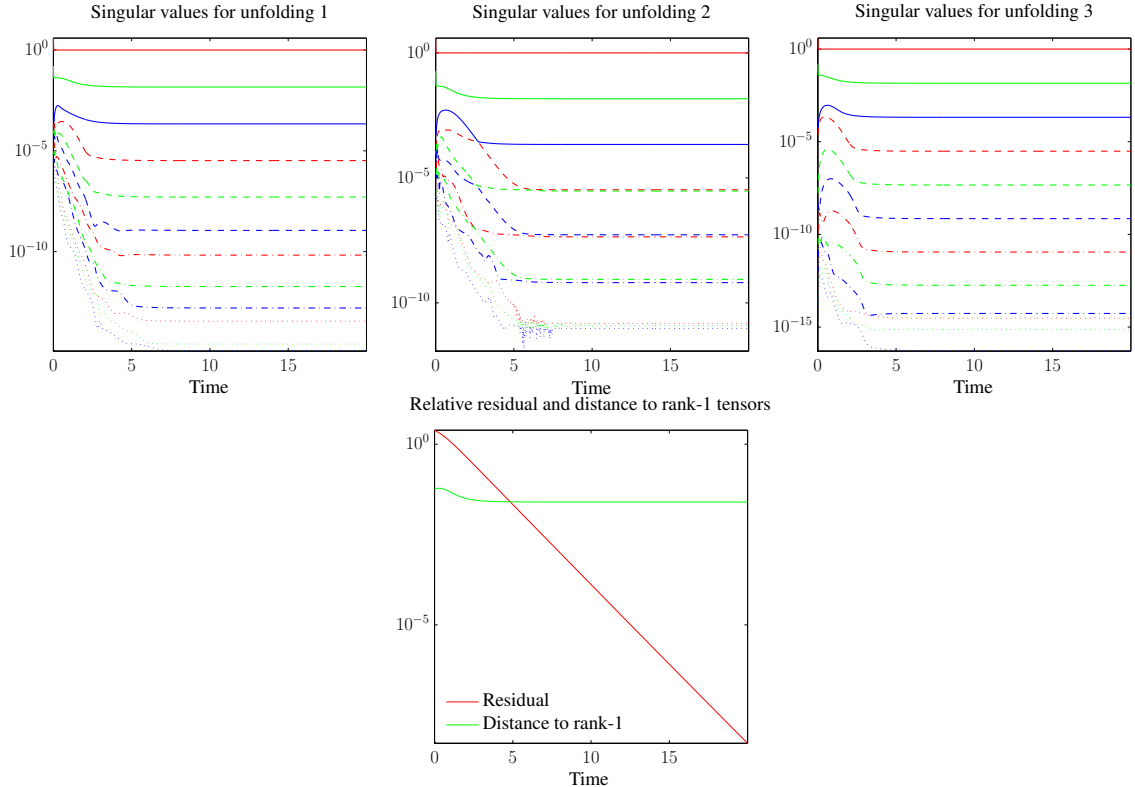 Singular values for unfolding 1
10^0
10^-5
10^-10
0 5 10 15
Time
Singular values for unfolding 2
10^0
10^-5
10^-10
0 5 10 15
Time
Singular values for unfolding 3
10^0
10^-5
10^-10
10^-15
0 5 10 15
Time
Relative residual and distance to rank-1 tensors
10^0
10^-5
Residual
Distance to rank-1
0 5 10 15
Time